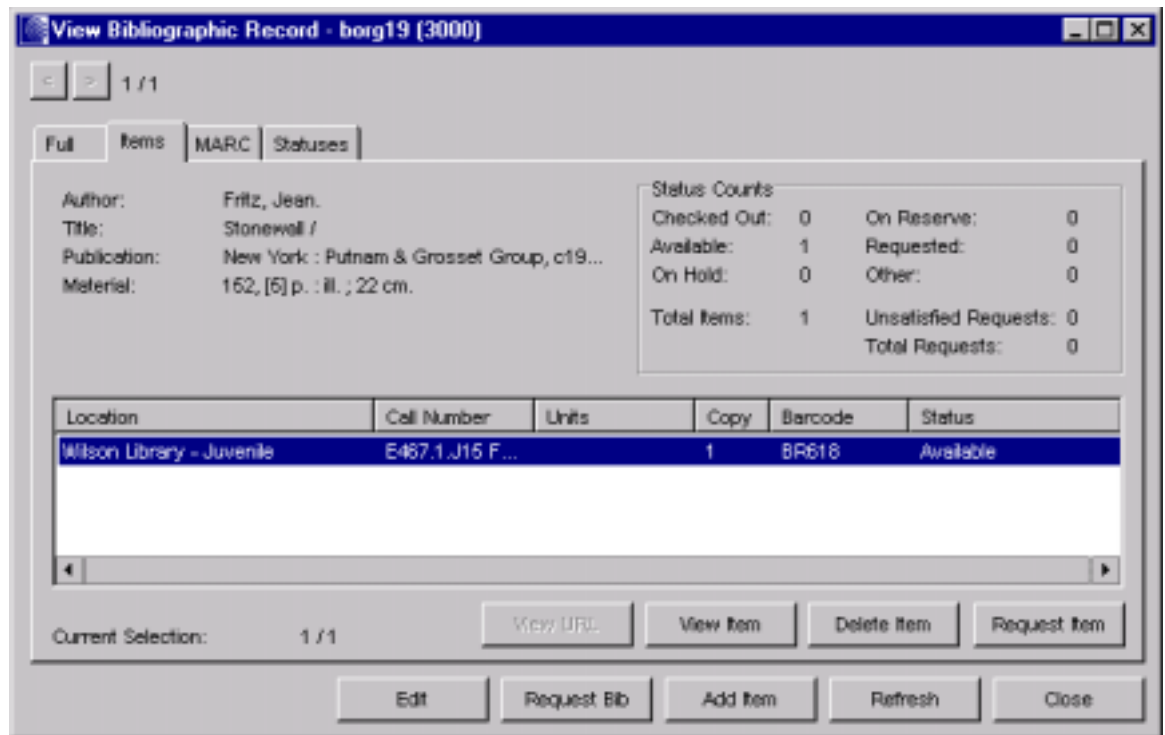 View Bibliographic Record - borg19 (3000)
< > 1 / 1
Full Items MARC Statuses
Author: Fritz, Jean.
Title: Stonewall /
Publication: New York : Putnam & Grosset Group, c19...
Material: 152, [5] p. : ill. ; 22 cm.
Status Counts
Checked Out: 0 On Reserve: 0
Available: 1 Requested: 0
On Hold: 0 Other: 0
Total Items: 1 Unsatisfied Requests: 0
Total Requests: 0
Location Call Number Units Copy Barcode Status
Wilson Library - Juvenile E467.1.J15 F... 1 BR618 Available
Current Selection: 1 / 1
View URL View Item Delete Item Request Item
Edit Request Bib Add Item Refresh Close